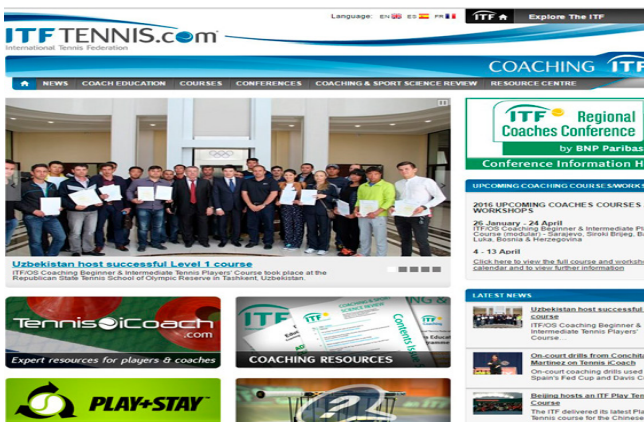 Language: EN ES FR
ITF
Explore The ITF
ITFTENNIS.com
International Tennis Federation
COACHING ITF
NEWS COACH EDUCATION COURSES CONFERENCES COACHING & SPORT SCIENCE REVIEW RESOURCE CENTRE
ITF Regional
Coaches Conference
by BNP Paribas
Conference Information H
UPCOMING COACHING COURSES/WORKS
2016 UPCOMING COACHES COURSES
WORKSHOPS
26 January - 24 April
ITF/OS Coaching Beginner & Intermediate Pl
Course (modular) - Sarajevo, Siroki Brijeg, Ba
Luka, Bosnia & Herzegovina
4 - 13 April
Click here to view the full course and worksho
calendar and to view further information
Uzbekistan host successful Level 1 course
ITF/OS Coaching Beginner & Intermediate Tennis Players' Course took place at the
Republican State Tennis School of Olympic Reserve in Tashkent, Uzbekistan.
LATEST NEWS
Uzbekistan host successful
course
ITF/OS Coaching Beginner &
Intermediate Tennis Players'
Course...
On-court drills from Conchita
Martinez on Tennis iCoach
On-court coaching drills used
Spain's Fed Cup and Davis C
Beijing hosts an ITF Play Ten
Course
The ITF delivered its latest Pla
Tennis course for the Chinese
TennisiCoach
.com
Expert resources for players & coaches
ITF
Contents
COACHING RESOURCES
PLAY+STAY